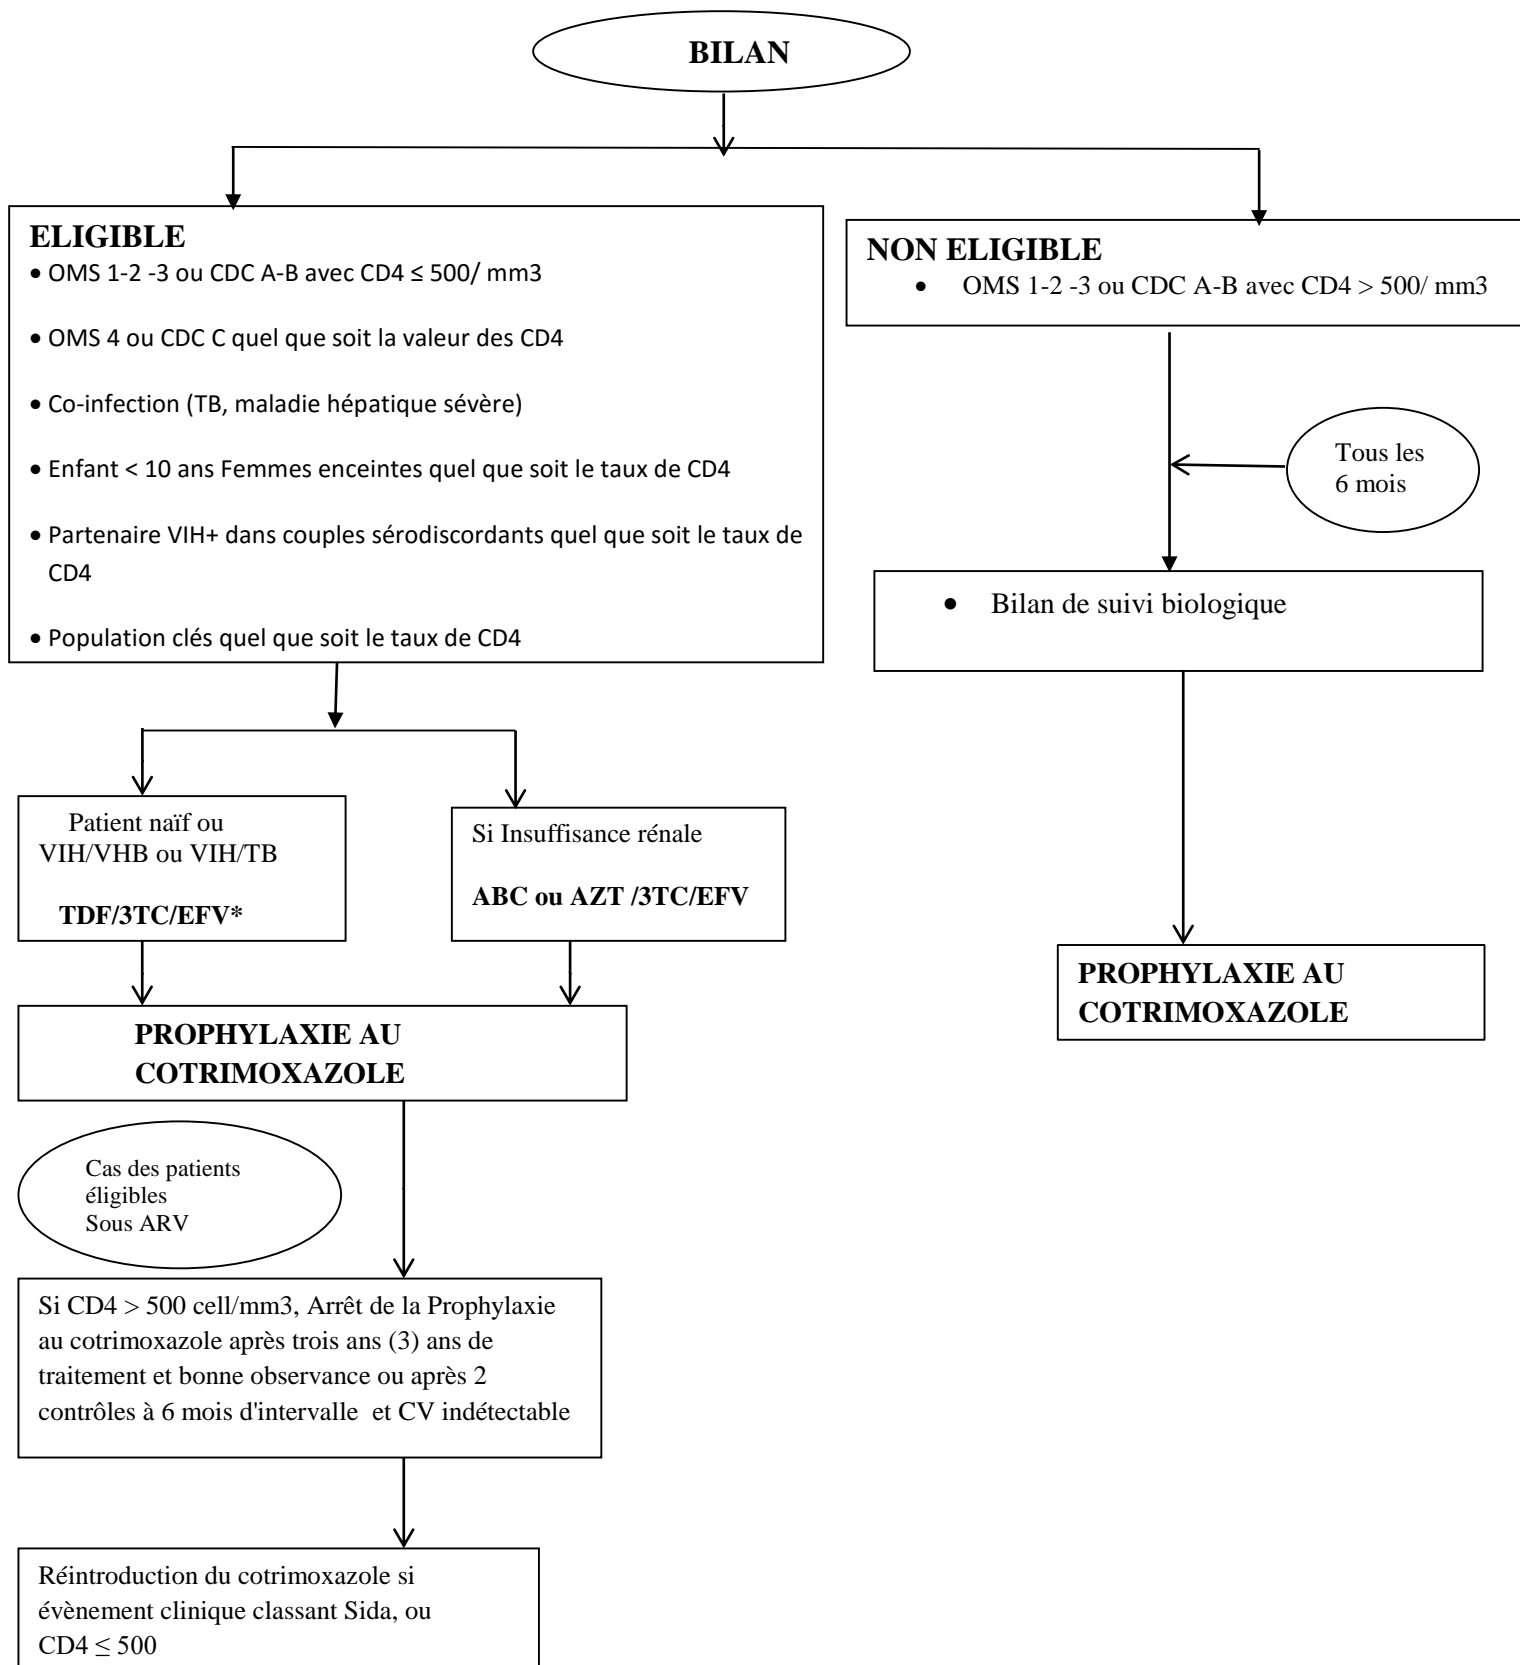 BILAN
ELIGIBLE
• OMS 1-2 -3 ou CDC A-B avec CD4 ≤ 500/ mm3
• OMS 4 ou CDC C quel que soit la valeur des CD4
• Co-infection (TB, maladie hépatique sévère)
• Enfant < 10 ans Femmes enceintes quel que soit le taux de CD4
• Partenaire VIH+ dans couples sérodiscordants quel que soit le taux de
CD4
• Population clés quel que soit le taux de CD4
NON ELIGIBLE
• OMS 1-2 -3 ou CDC A-B avec CD4 > 500/ mm3
Tous les
6 mois
• Bilan de suivi biologique
PROPHYLAXIE AU
COTRIMOXAZOLE
Patient naïf ou
VIH/VHB ou VIH/TB
TDF/3TC/EFV*
Si Insuffisance rénale
ABC ou AZT /3TC/EFV
PROPHYLAXIE AU
COTRIMOXAZOLE
Cas des patients
éligibles
Sous ARV
Si CD4 > 500 cell/mm3, Arrêt de la Prophylaxie
au cotrimoxazole après trois ans (3) ans de
traitement et bonne observance ou après 2
contrôles à 6 mois d'intervalle et CV indétectable
Réintroduction du cotrimoxazole si
évènement clinique classant Sida, ou
CD4 ≤ 500